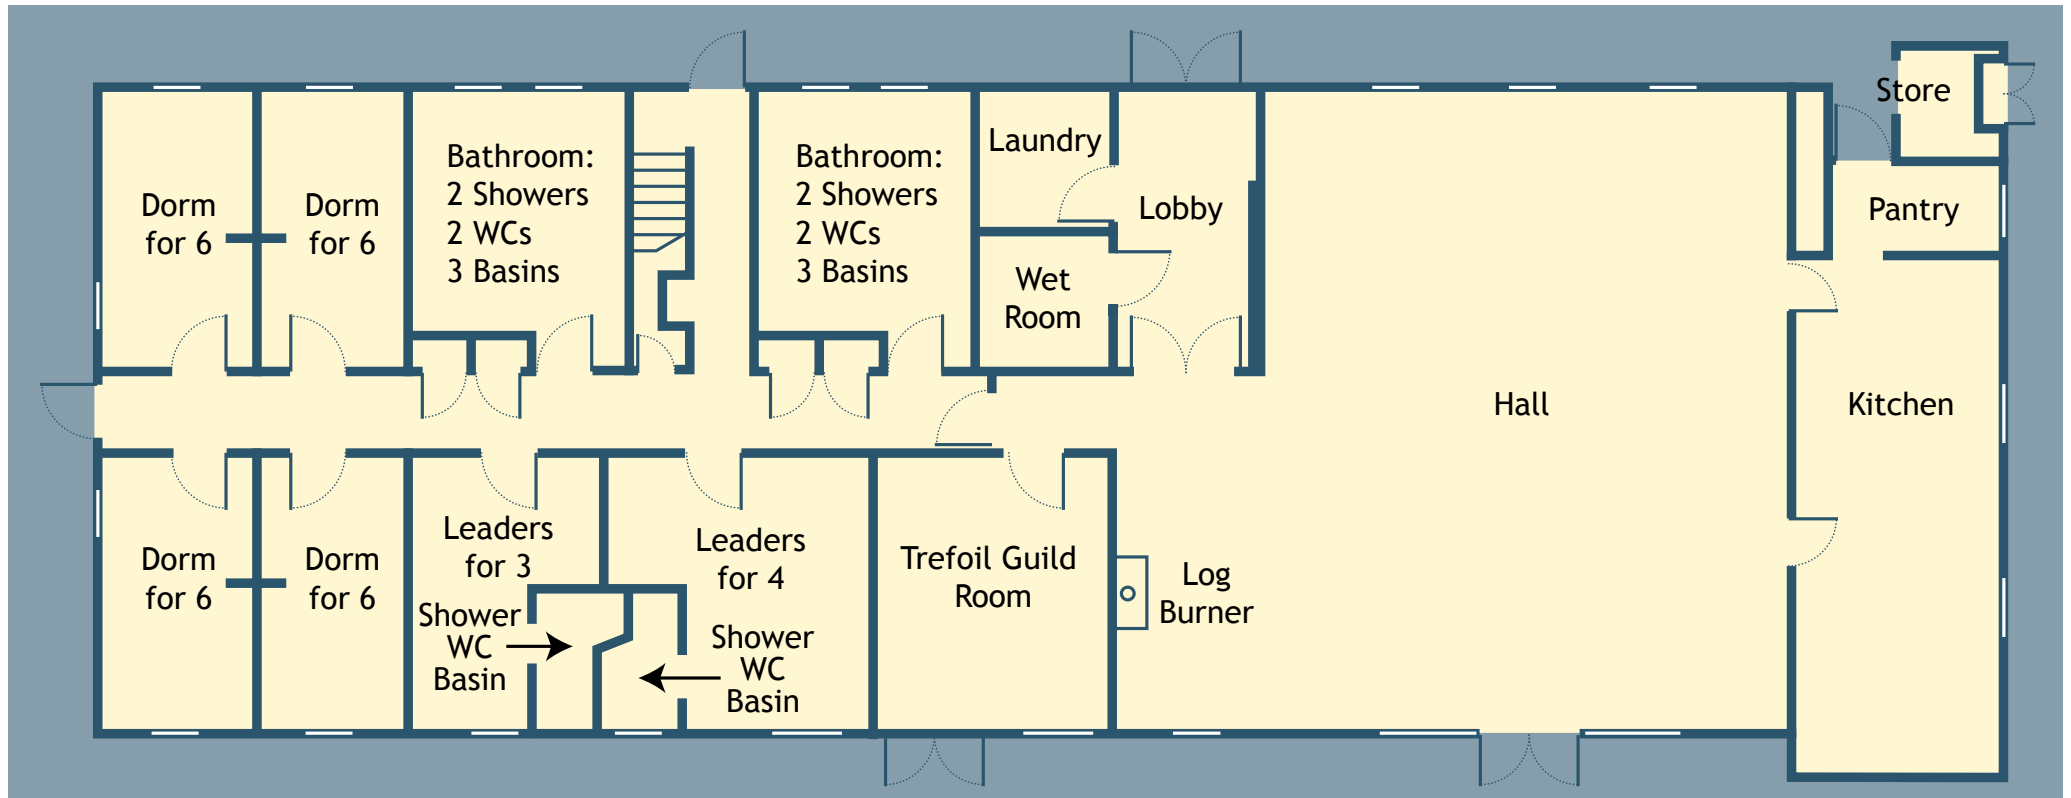 Dorm
for 6
Dorm
for 6
Bathroom:
2 Showers
2 WCs
3 Basins
Bathroom:
2 Showers
2 WCs
3 Basins
Laundry
Wet
Room
Lobby
Hall
Store
Pantry
Kitchen
Dorm
for 6
Dorm
for 6
Leaders
for 3
Shower
WC
Basin
Leaders
for 4
Shower
WC
Basin
Trefoil Guild
Room
Log
Burner